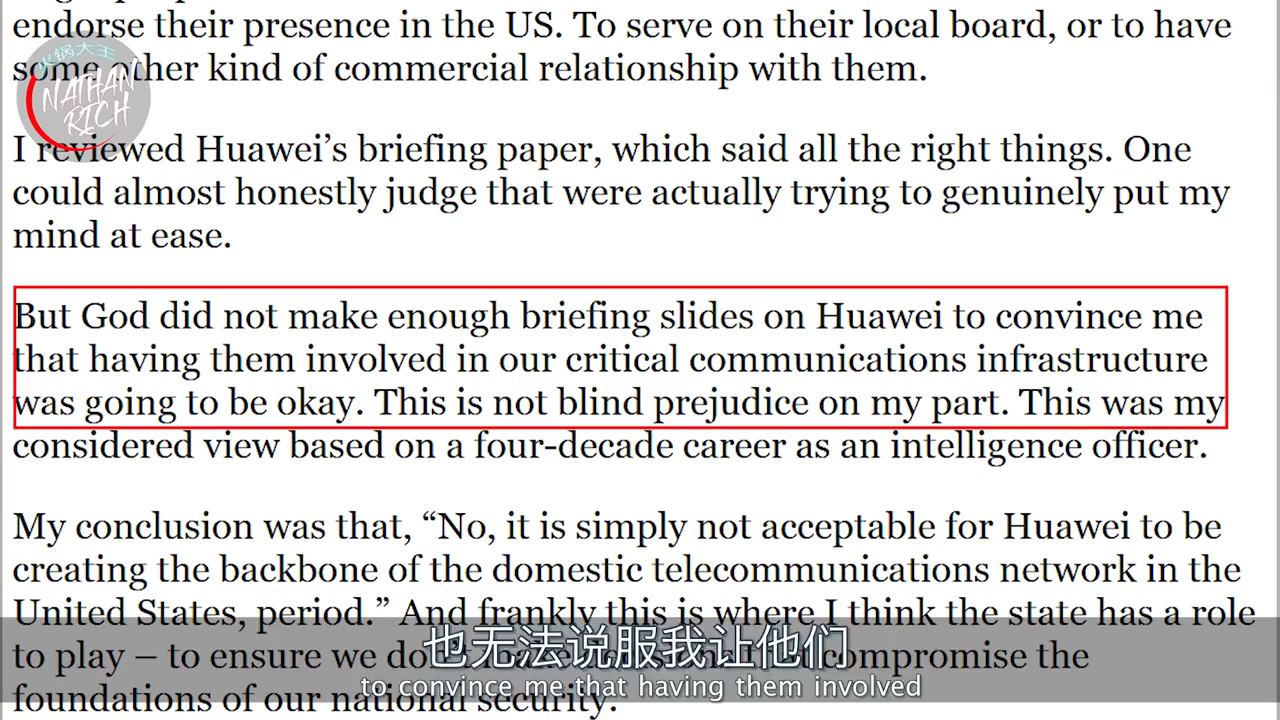 endorse their presence in the US. To serve on their local board, or to have
some other kind of commercial relationship with them.
火锅大王
NATHAN
RICH
I reviewed Huawei’s briefing paper, which said all the right things. One
could almost honestly judge that were actually trying to genuinely put my
mind at ease.
But God did not make enough briefing slides on Huawei to convince me
that having them involved in our critical communications infrastructure
was going to be okay. This is not blind prejudice on my part. This was my
considered view based on a four-decade career as an intelligence officer.
My conclusion was that, “No, it is simply not acceptable for Huawei to be
creating the backbone of the domestic telecommunications network in the
United States, period.” And frankly this is where I think the state has a role
to play – to ensure we compromise the
foundations of our national security.
也无法说服我让他们
to convince me that having them involved